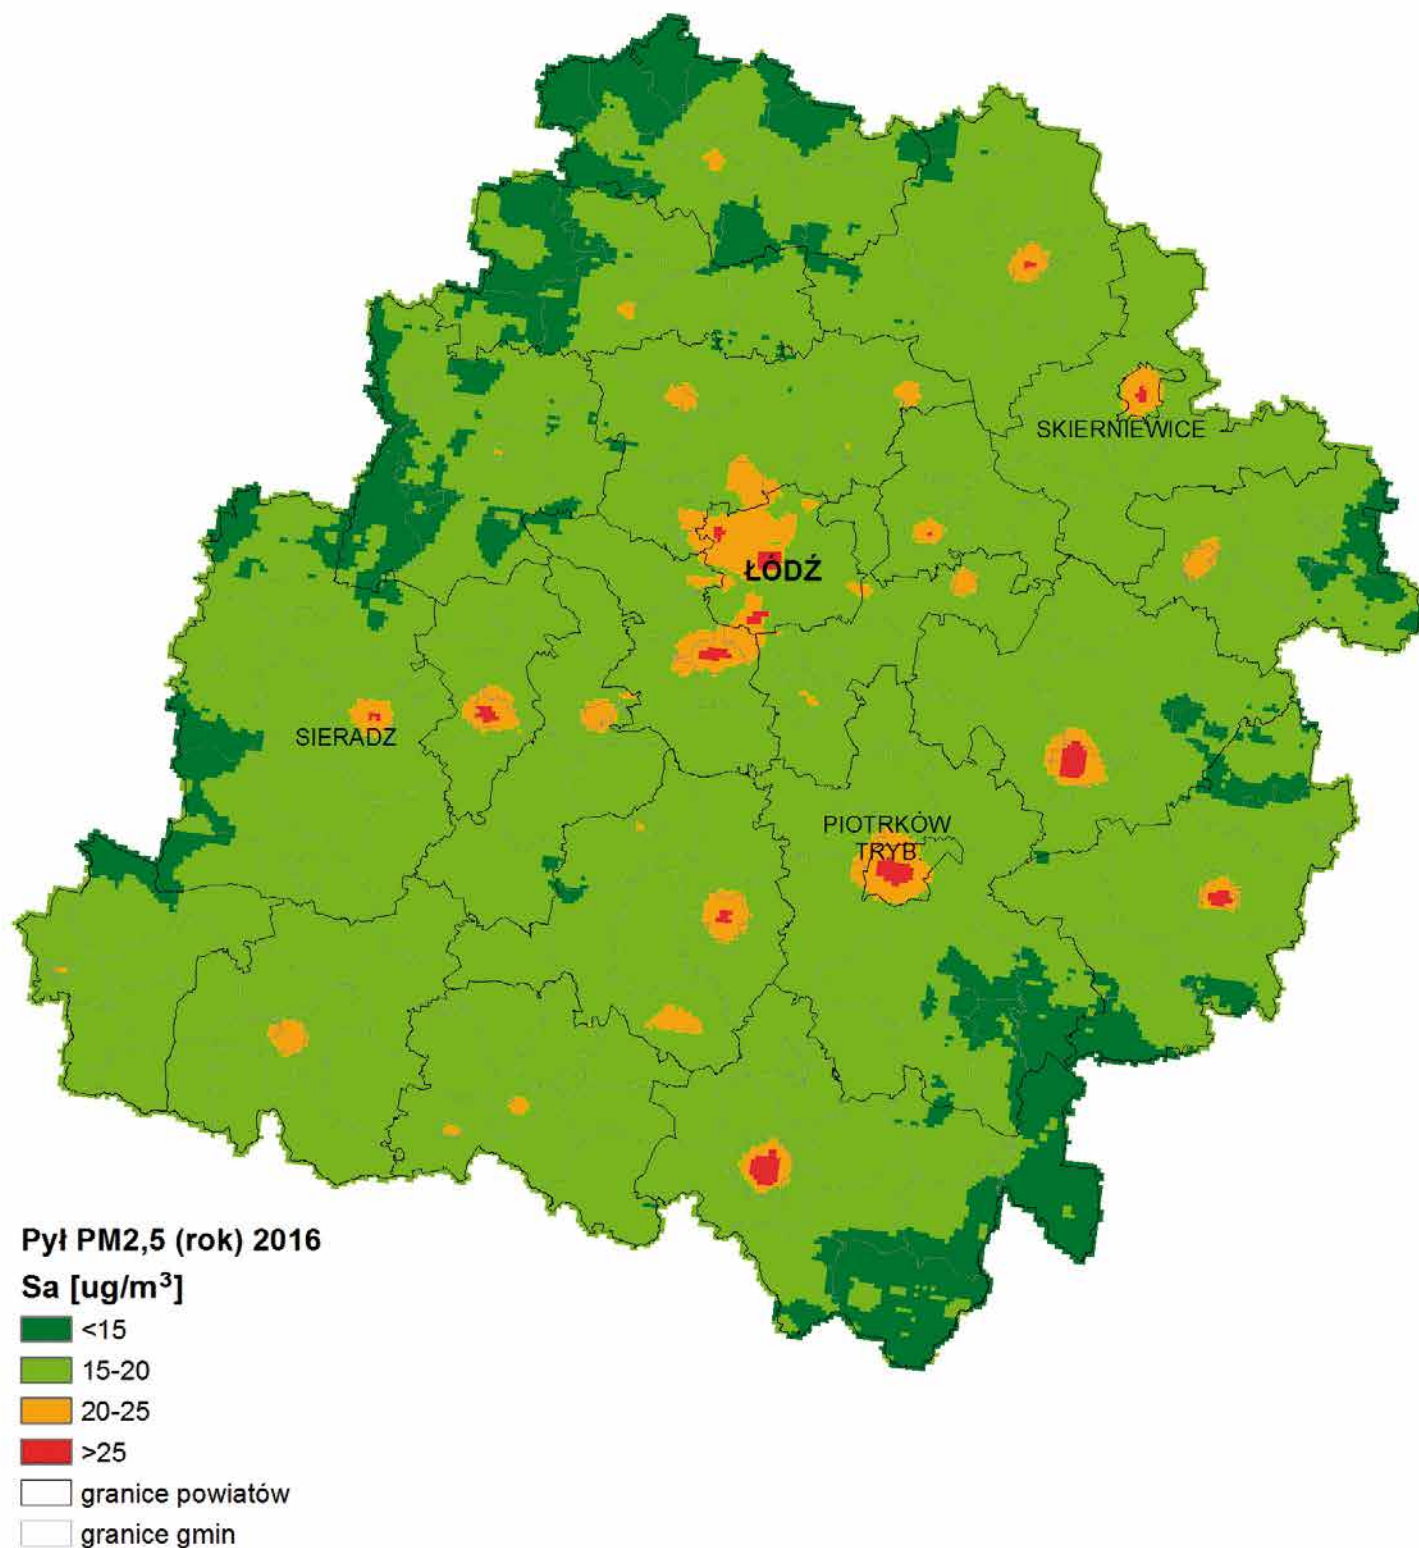 SKIERNIEWICE
ŁÓDŹ
SIERADZ
PIOTRKÓW
TRYB.
Pył PM2,5 (rok) 2016
Sa [ug/m³]
<15
15-20
20-25
>25
granice powiatów
granice gmin